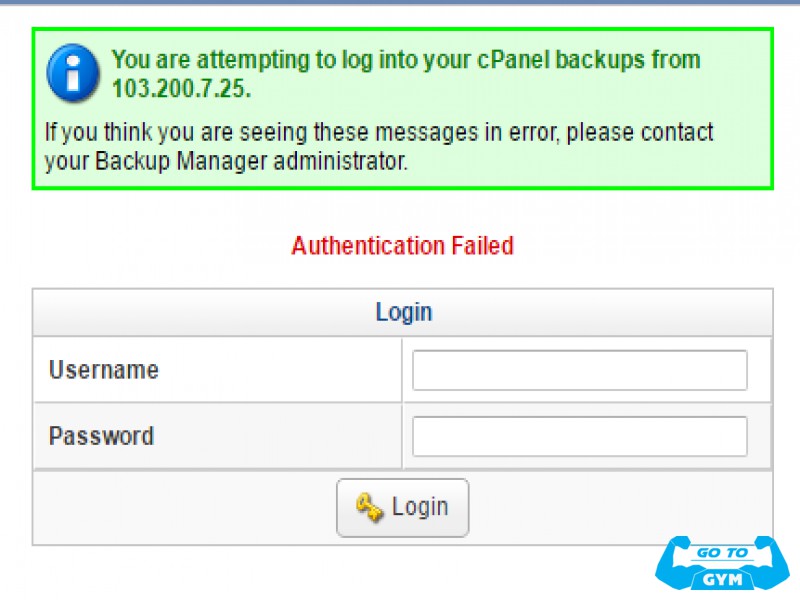 You are attempting to log into your cPanel backups from
103.200.7.25.
If you think you are seeing these messages in error, please contact
your Backup Manager administrator.
Authentication Failed
Login
Username
Password
Login
GO TO
GYM